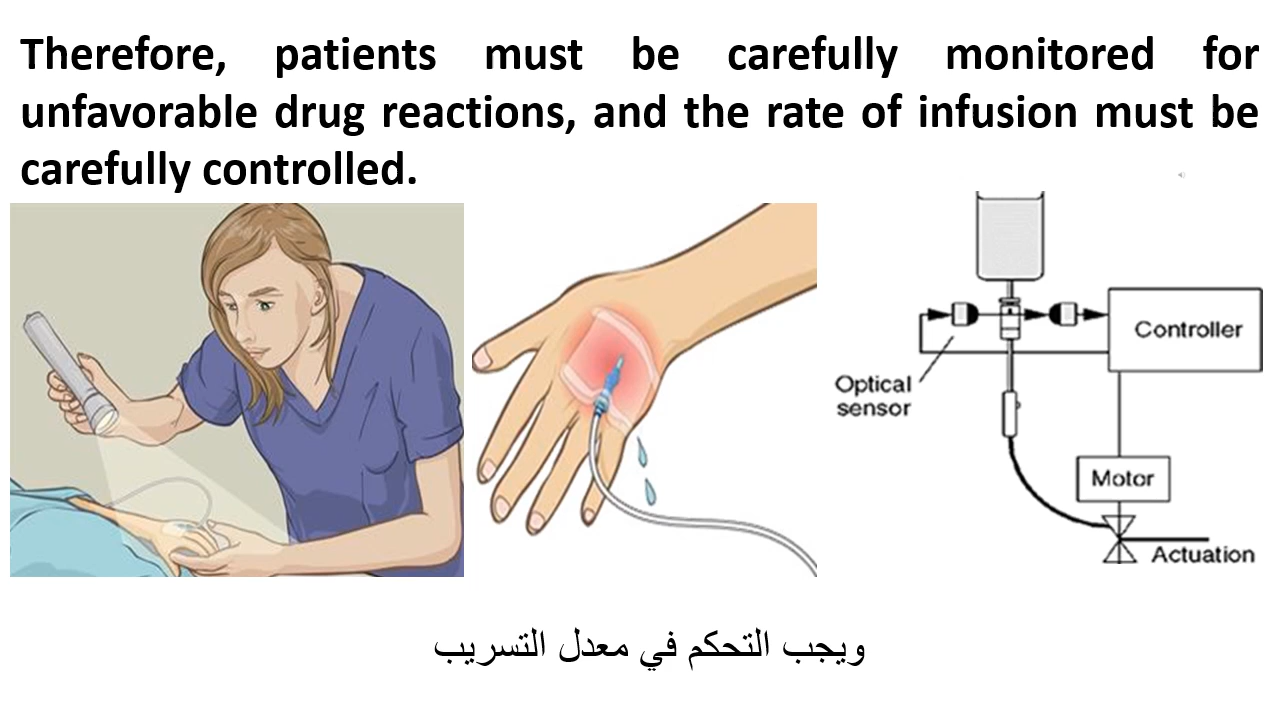 Therefore, patients must be carefully monitored for
unfavorable drug reactions, and the rate of infusion must be
carefully controlled.
Controller
Optical
sensor
Motor
Actuation
ويجب التحكم في معدل التسريب